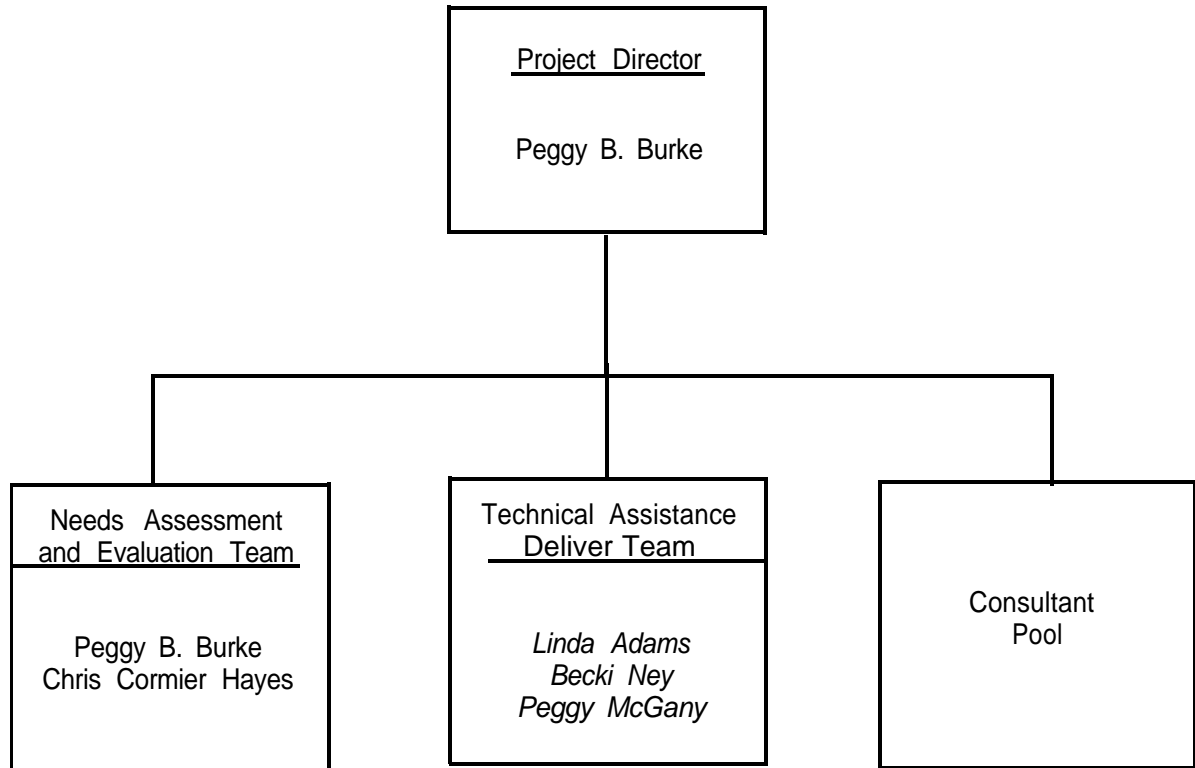 Project Director
Peggy B. Burke
Needs Assessment
and Evaluation Team
Peggy B. Burke
Chris Cormier Hayes
Technical Assistance
Deliver Team
Linda Adams
Becki Ney
Peggy McGany
Consultant
Pool